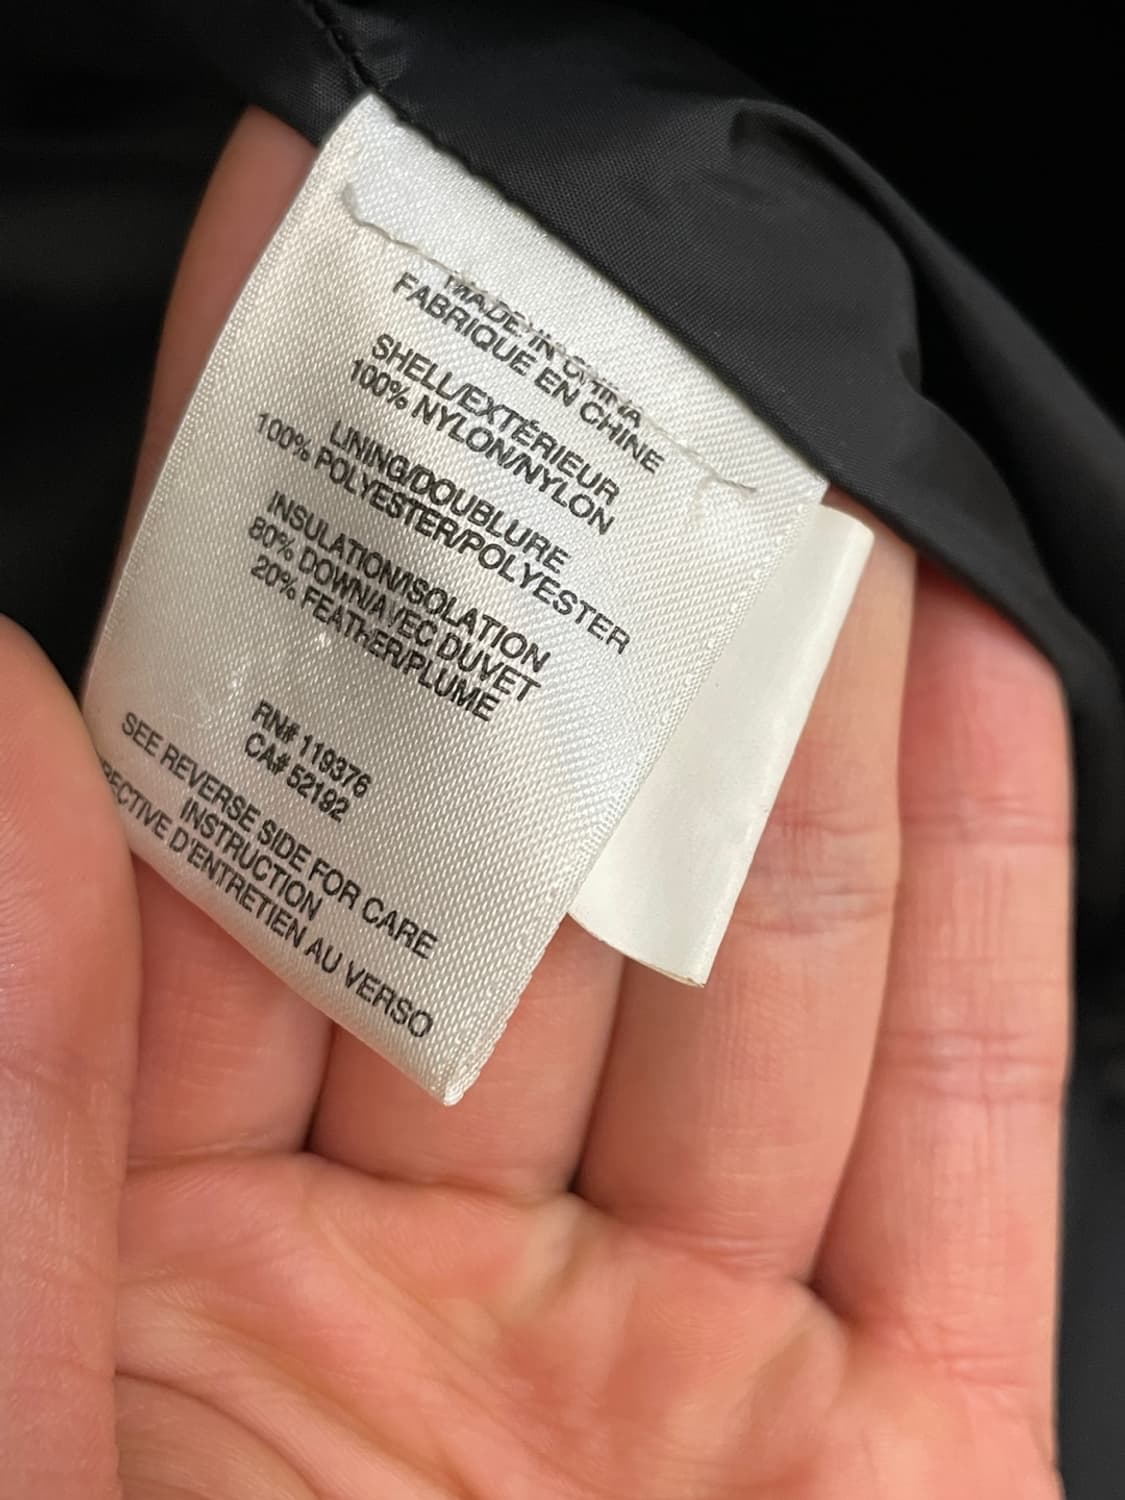 MADE IN CHINA
FABRIQUE EN CHINE
SHELL/EXTÉRIEUR
100% NYLON/NYLON
LINING/DOUBLURE
100% POLYESTER/POLYESTER
INSULATION/ISOLATION
80% DOWN/AVEC DUVET
20% FEAThER/PLUME
RN# 119376
CA# 52192
SEE REVERSE SIDE FOR CARE
INSTRUCTION
D'ENTRETIEN AU VERSO